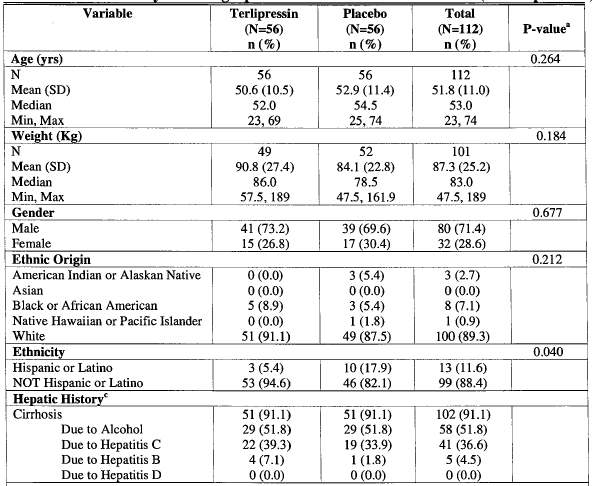 Variable Terlipressin (N=56) n (%) Placebo (N=56) n (%) Total (N=112) n (%) P-valueᵃ
Age (yrs) 0.264
N 56 56 112
Mean (SD) 50.6 (10.5) 52.9 (11.4) 51.8 (11.0)
Median 52.0 54.5 53.0
Min, Max 23, 69 25, 74 23, 74
Weight (Kg) 0.184
N 49 52 101
Mean (SD) 90.8 (27.4) 84.1 (22.8) 87.3 (25.2)
Median 86.0 78.5 83.0
Min, Max 57.5, 189 47.5, 161.9 47.5, 189
Gender 0.677
Male 41 (73.2) 39 (69.6) 80 (71.4)
Female 15 (26.8) 17 (30.4) 32 (28.6)
Ethnic Origin 0.212
American Indian or Alaskan Native 0 (0.0) 3 (5.4) 3 (2.7)
Asian 0 (0.0) 0 (0.0) 0 (0.0)
Black or African American 5 (8.9) 3 (5.4) 8 (7.1)
Native Hawaiian or Pacific Islander 0 (0.0) 1 (1.8) 1 (0.9)
White 51 (91.1) 49 (87.5) 100 (89.3)
Ethnicity 0.040
Hispanic or Latino 3 (5.4) 10 (17.9) 13 (11.6)
NOT Hispanic or Latino 53 (94.6) 46 (82.1) 99 (88.4)
Hepatic Historyᶜ
Cirrhosis 51 (91.1) 51 (91.1) 102 (91.1)
Due to Alcohol 29 (51.8) 29 (51.8) 58 (51.8)
Due to Hepatitis C 22 (39.3) 19 (33.9) 41 (36.6)
Due to Hepatitis B 4 (7.1) 1 (1.8) 5 (4.5)
Due to Hepatitis D 0 (0.0) 0 (0.0) 0 (0.0)